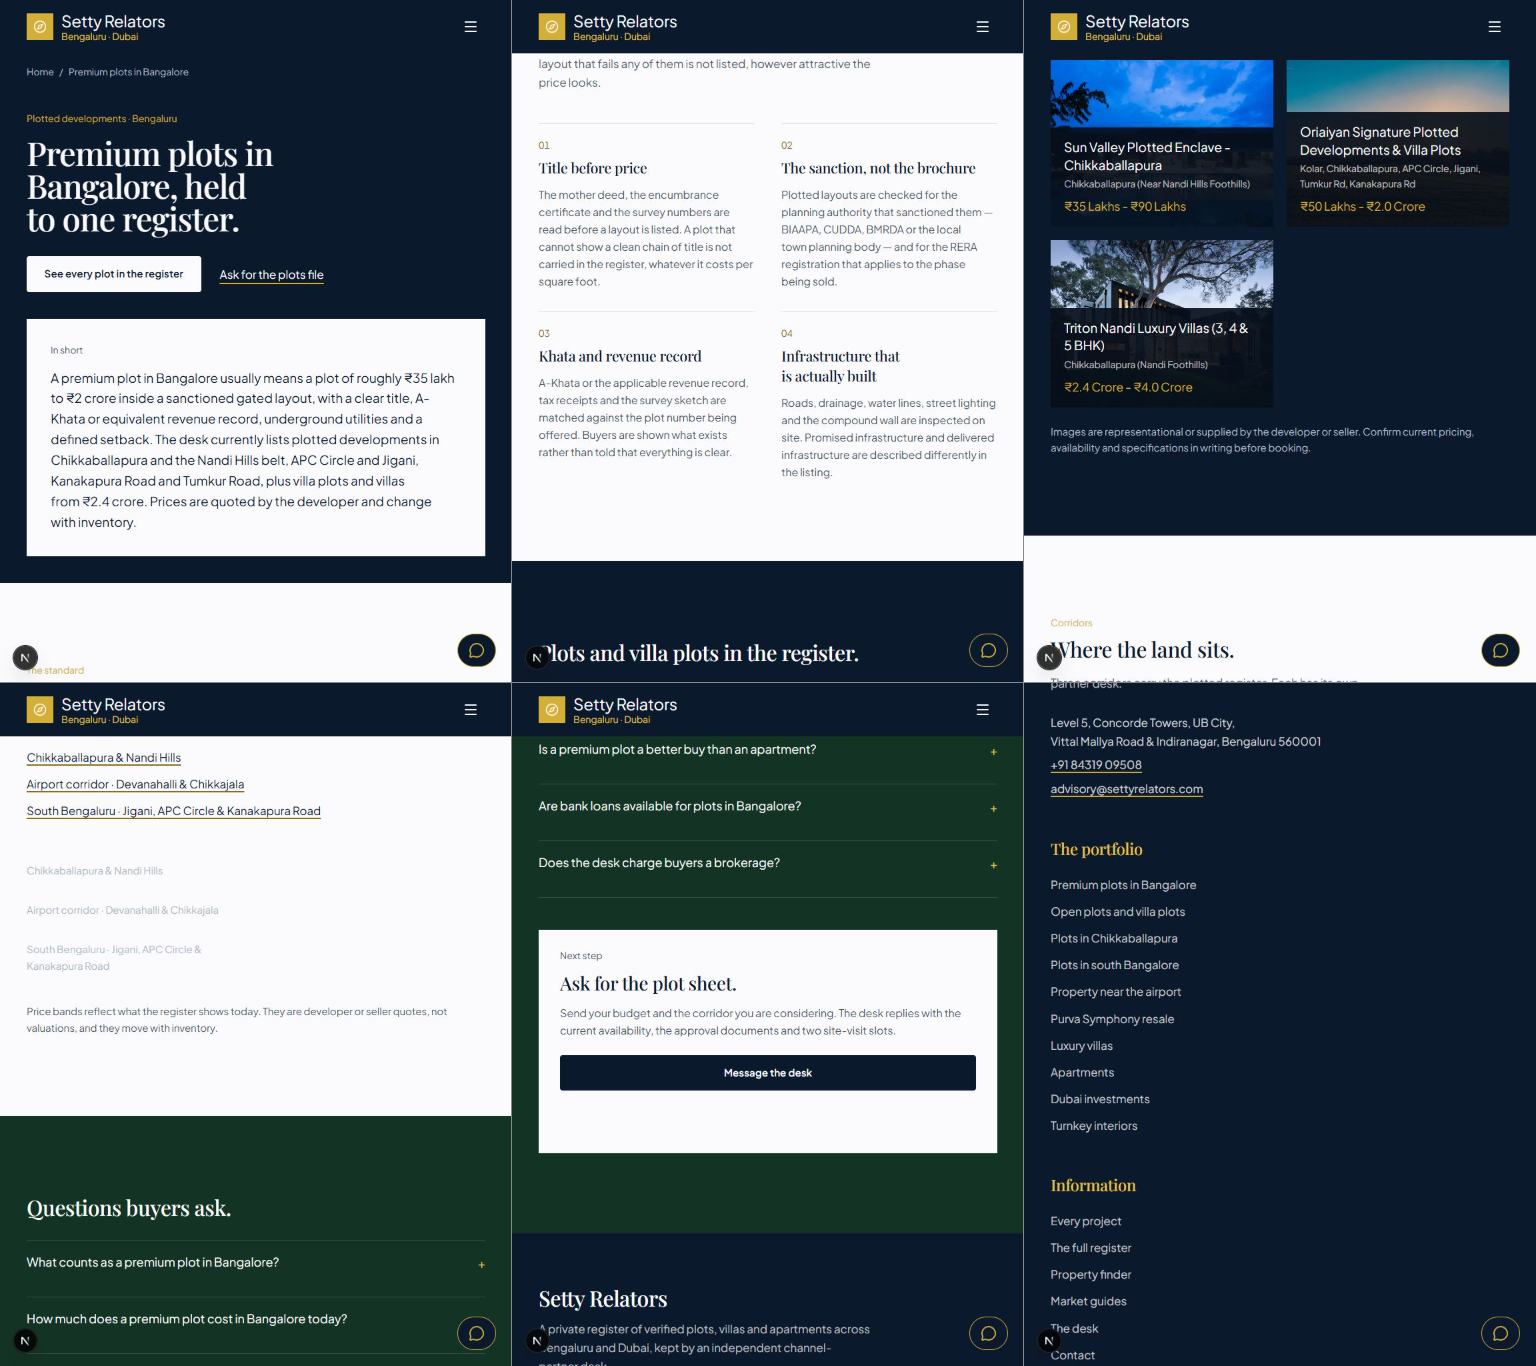 Setty Relators
Bengaluru · Dubai
Home / Premium plots in Bangalore
Plotted developments · Bengaluru
Premium plots in
Bangalore, held
to one register.
See every plot in the register
Ask for the plots file
In short
A premium plot in Bangalore usually means a plot of roughly ₹35 lakh
to ₹2 crore inside a sanctioned gated layout, with a clear title, A-
Khata or equivalent revenue record, underground utilities and a
defined setback. The desk currently lists plotted developments in
Chikkaballapura and the Nandi Hills belt, APC Circle and Jigani,
Kanakapura Road and Tumkur Road, plus villa plots and villas
from ₹2.4 crore. Prices are quoted by the developer and change
with inventory.
N
The standard
Setty Relators
Bengaluru · Dubai
layout that fails any of them is not listed, however attractive the
price looks.
01
Title before price
The mother deed, the encumbrance
certificate and the survey numbers are
read before a layout is listed. A plot that
cannot show a clean chain of title is not
carried in the register, whatever it costs per
square foot.
02
The sanction, not the brochure
Plotted layouts are checked for the
planning authority that sanctioned them —
BIAAPA, CUDDA, BMRDA or the local
town planning body — and for the RERA
registration that applies to the phase
being sold.
03
Khata and revenue record
A-Khata or the applicable revenue record,
tax receipts and the survey sketch are
matched against the plot number being
offered. Buyers are shown what exists
rather than told that everything is clear.
04
Infrastructure that
is actually built
Roads, drainage, water lines, street lighting
and the compound wall are inspected on
site. Promised infrastructure and delivered
infrastructure are described differently in
the listing.
N
Plots and villa plots in the register.
Setty Relators
Bengaluru · Dubai
Sun Valley Plotted Enclave -
Chikkaballapura
Chikkaballapura (Near Nandi Hills Foothills)
₹35 Lakhs - ₹90 Lakhs
Oriaiyan Signature Plotted
Developments & Villa Plots
Kolar, Chikkaballapura, APC Circle, Jigani,
Tumkur Rd, Kanakapura Rd
₹50 Lakhs - ₹2.0 Crore
Triton Nandi Luxury Villas (3, 4 &
5 BHK)
Chikkaballapura (Nandi Foothills)
₹2.4 Crore - ₹4.0 Crore
Images are representational or supplied by the developer or seller. Confirm current pricing,
availability and specifications in writing before booking.
Corridors
N
Where the land sits.
Setty Relators
Bengaluru · Dubai
Chikkaballapura & Nandi Hills
Airport corridor · Devanahalli & Chikkajala
South Bengaluru · Jigani, APC Circle & Kanakapura Road
Chikkaballapura & Nandi Hills
Airport corridor · Devanahalli & Chikkajala
South Bengaluru · Jigani, APC Circle &
Kanakapura Road
Price bands reflect what the register shows today. They are developer or seller quotes, not
valuations, and they move with inventory.
Questions buyers ask.
What counts as a premium plot in Bangalore?
+
How much does a premium plot cost in Bangalore today?
N
Setty Relators
Bengaluru · Dubai
Is a premium plot a better buy than an apartment?
+
Are bank loans available for plots in Bangalore?
+
Does the desk charge buyers a brokerage?
+
Next step
Ask for the plot sheet.
Send your budget and the corridor you are considering. The desk replies with the
current availability, the approval documents and two site-visit slots.
Message the desk
Setty Relators
A private register of verified plots, villas and apartments across
N
Bengaluru and Dubai, kept by an independent channel-
partner desk.
partner desk.
Level 5, Concorde Towers, UB City,
Vittal Mallya Road & Indiranagar, Bengaluru 560001
+91 84319 09508
advisory@settyrelators.com
The portfolio
Premium plots in Bangalore
Open plots and villa plots
Plots in Chikkaballapura
Plots in south Bangalore
Property near the airport
Purva Symphony resale
Luxury villas
Apartments
Dubai investments
Turnkey interiors
Information
Every project
The full register
Property finder
Market guides
The desk
N
Contact